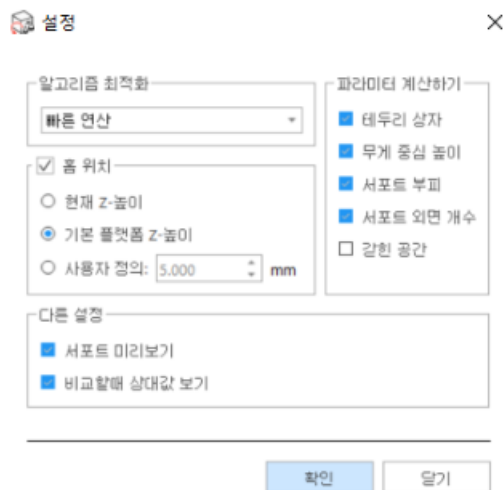 설정
알고리즘 최적화
빠른 연산
홈 위치
현재 Z-높이
기본 플랫폼 Z-높이
사용자 정의: 5.000 mm
파라미터 계산하기
테두리 상자
무게 중심 높이
서포트 부피
서포트 외면 개수
갇힌 공간
다른 설정
서포트 미리보기
비교할때 상대값 보기
확인 닫기